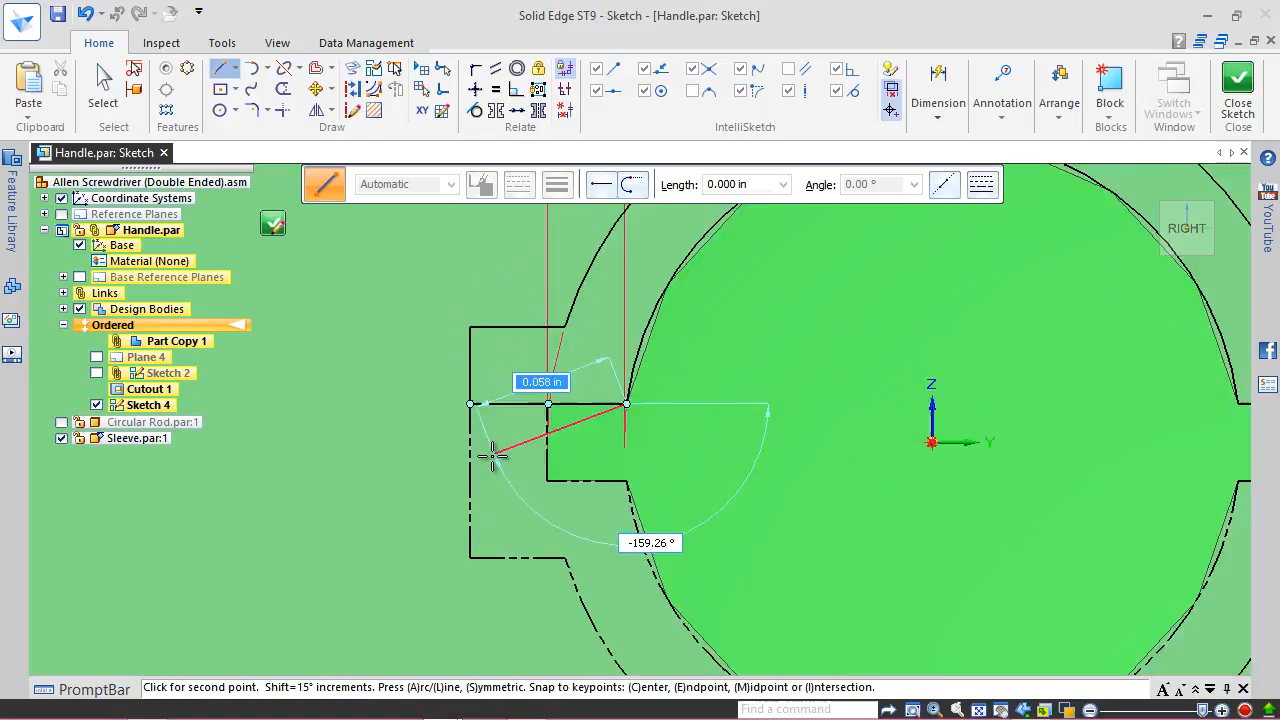 Solid Edge ST9 - Sketch - [Handle.par: Sketch]
Home Inspect Tools View Data Management
Paste
Clipboard
Select
Select
Features
Draw
Relate
IntelliSketch
Dimension
Annotation
Arrange
Block
Blocks
Switch
Windows
Window
Close
Sketch
Close
Handle.par: Sketch
Feature Library
Allen Screwdriver (Double Ended).asm
Coordinate Systems
Reference Planes
Handle.par
Base
Material (None)
Base Reference Planes
Links
Design Bodies
Ordered
Part Copy 1
Plane 4
Sketch 2
Cutout 1
Sketch 4
Circular Rod.par:1
Sleeve.par:1
Automatic
Length: 0.000 in
Angle: 0.00 °
RIGHT
You
Tube
YouTube
0.058 in
-159.26 °
Z
Y
PromptBar
Click for second point. Shift=15° increments. Press (A)rc/(L)ine, (S)ymmetric. Snap to keypoints: (C)enter, (E)ndpoint, (M)idpoint or (I)ntersection.
Find a command